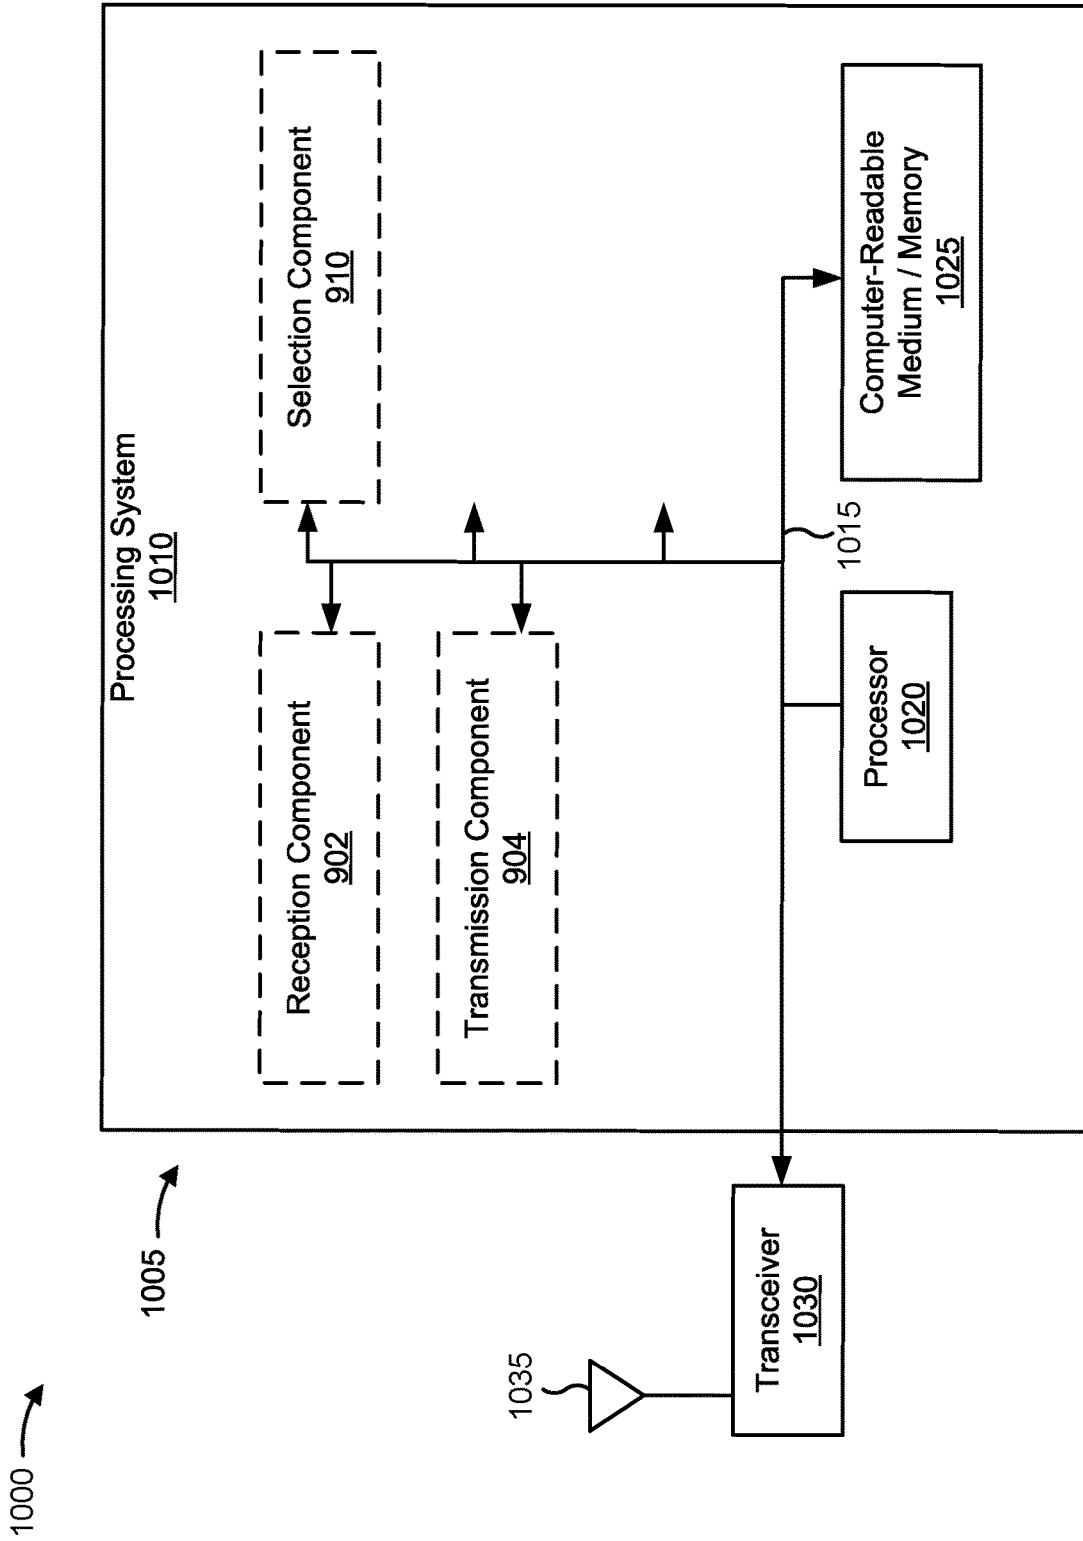 1000
1005
Processing System
1010
Reception Component
902
Selection Component
910
Transmission Component
904
1035
Transceiver
1030
Processor
1020
1015
Computer-Readable
Medium / Memory
1025